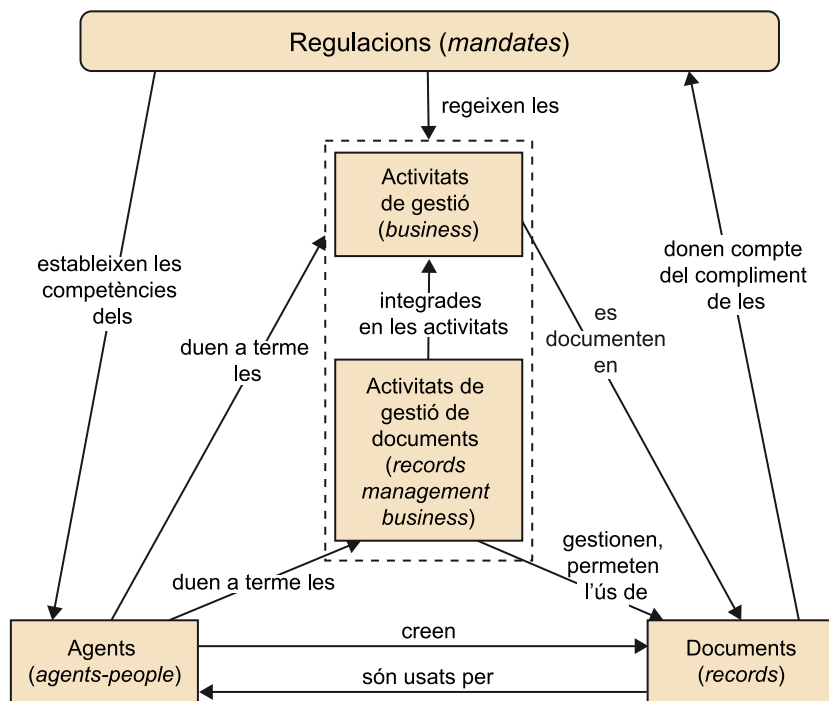 Regulacions (mandates)
regeixen les
Activitats
de gestió
(business)
estableixen les
competències
dels
donen compte
del compliment
de les
integrades
en les activitats
es
documenten
en
duen a terme
les
Activitats de
gestió de
documents
(records
management
business)
gestionen,
permeten
l'ús de
duen a terme les
Agents
(agents-people)
creen
són usats per
Documents
(records)